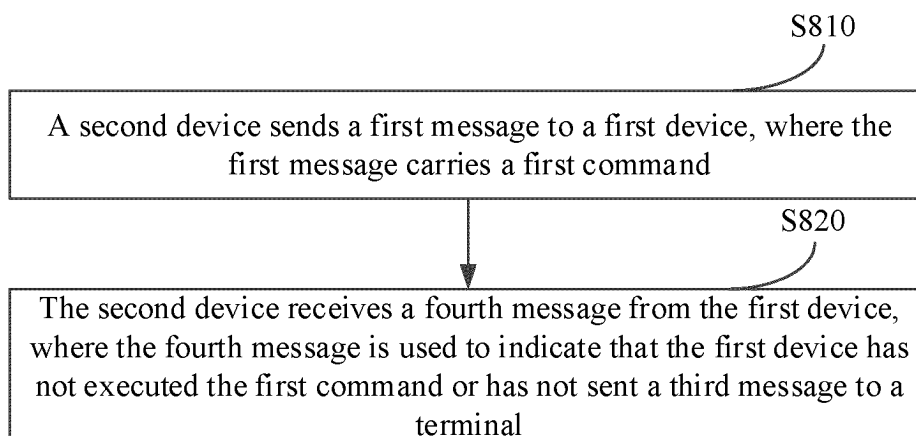 S810
A second device sends a first message to a first device, where the
first message carries a first command
S820
The second device receives a fourth message from the first device,
where the fourth message is used to indicate that the first device has
not executed the first command or has not sent a third message to a
terminal